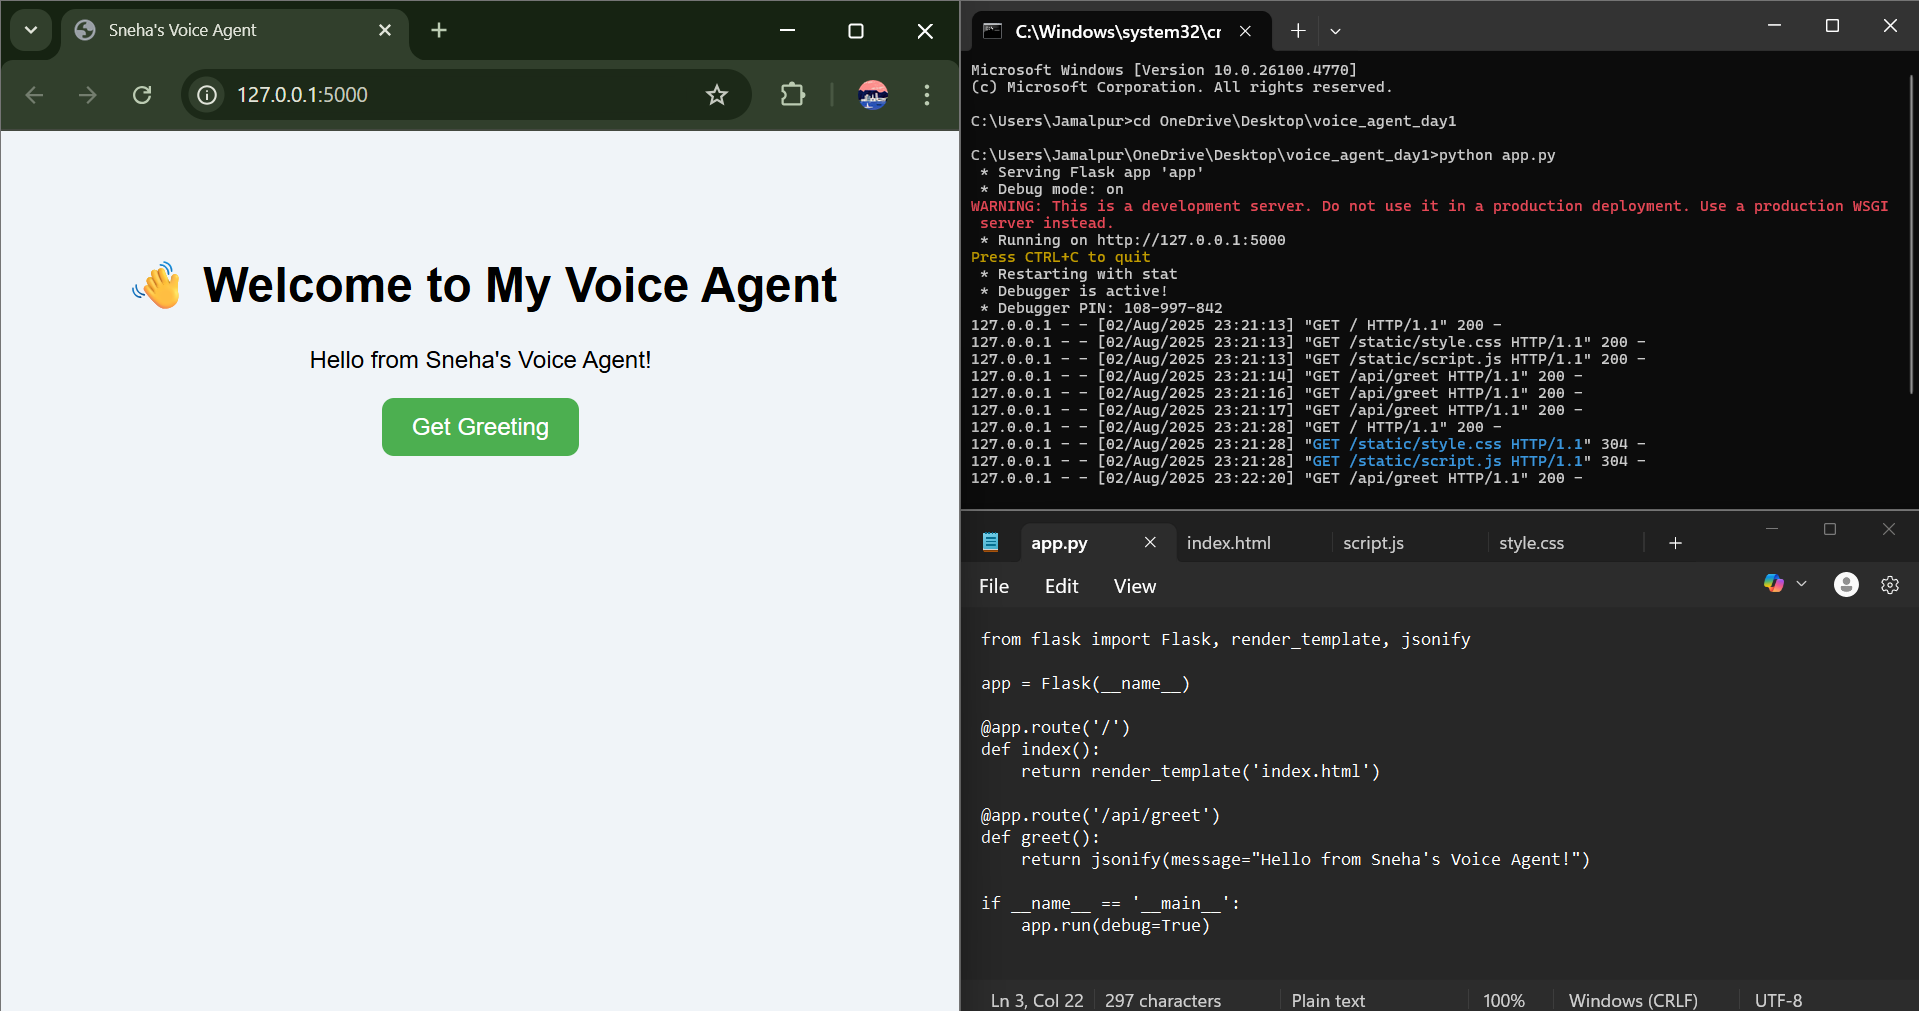 Sneha's Voice Agent
127.0.0.1:5000
👋 Welcome to My Voice Agent
Hello from Sneha's Voice Agent!
Get Greeting
C:\Windows\system32\cr
Microsoft Windows [Version 10.0.26100.4770]
(c) Microsoft Corporation. All rights reserved.
C:\Users\Jamalpur>cd OneDrive\Desktop\voice_agent_day1
C:\Users\Jamalpur\OneDrive\Desktop\voice_agent_day1>python app.py
 * Serving Flask app 'app'
 * Debug mode: on
WARNING: This is a development server. Do not use it in a production deployment. Use a production WSGI
 server instead.
 * Running on http://127.0.0.1:5000
Press CTRL+C to quit
 * Restarting with stat
 * Debugger is active!
 * Debugger PIN: 108-997-842
127.0.0.1 - - [02/Aug/2025 23:21:13] "GET / HTTP/1.1" 200 -
127.0.0.1 - - [02/Aug/2025 23:21:13] "GET /static/style.css HTTP/1.1" 200 -
127.0.0.1 - - [02/Aug/2025 23:21:13] "GET /static/script.js HTTP/1.1" 200 -
127.0.0.1 - - [02/Aug/2025 23:21:14] "GET /api/greet HTTP/1.1" 200 -
127.0.0.1 - - [02/Aug/2025 23:21:16] "GET /api/greet HTTP/1.1" 200 -
127.0.0.1 - - [02/Aug/2025 23:21:17] "GET /api/greet HTTP/1.1" 200 -
127.0.0.1 - - [02/Aug/2025 23:21:28] "GET / HTTP/1.1" 200 -
127.0.0.1 - - [02/Aug/2025 23:21:28] "GET /static/style.css HTTP/1.1" 304 -
127.0.0.1 - - [02/Aug/2025 23:21:28] "GET /static/script.js HTTP/1.1" 304 -
127.0.0.1 - - [02/Aug/2025 23:22:20] "GET /api/greet HTTP/1.1" 200 -
app.py index.html script.js style.css
File Edit View
from flask import Flask, render_template, jsonify
app = Flask(__name__)
@app.route('/')
def index():
    return render_template('index.html')
@app.route('/api/greet')
def greet():
    return jsonify(message="Hello from Sneha's Voice Agent!")
if __name__ == '__main__':
    app.run(debug=True)
Ln 3, Col 22 297 characters Plain text 100% Windows (CRLF) UTF-8